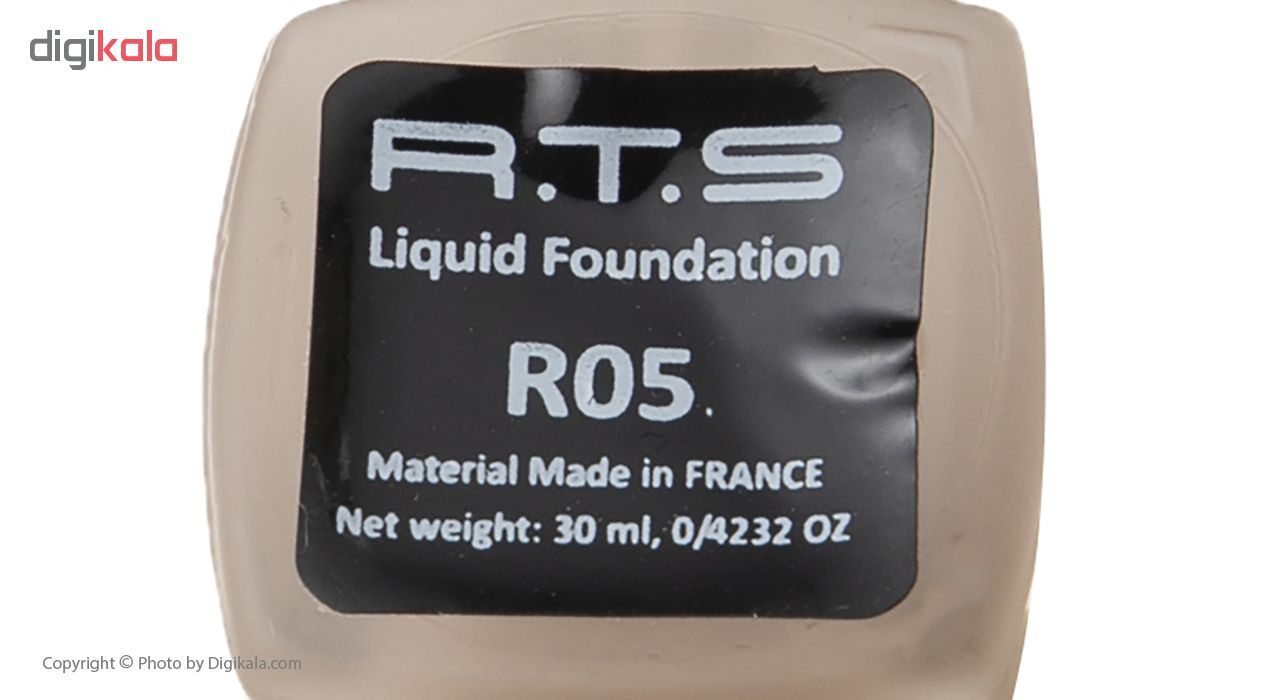 digikala
R.T.S
Liquid Foundation
R05.
Material Made in FRANCE
Net weight: 30 ml, 0/4232 OZ
Copyright © Photo by Digikala.com